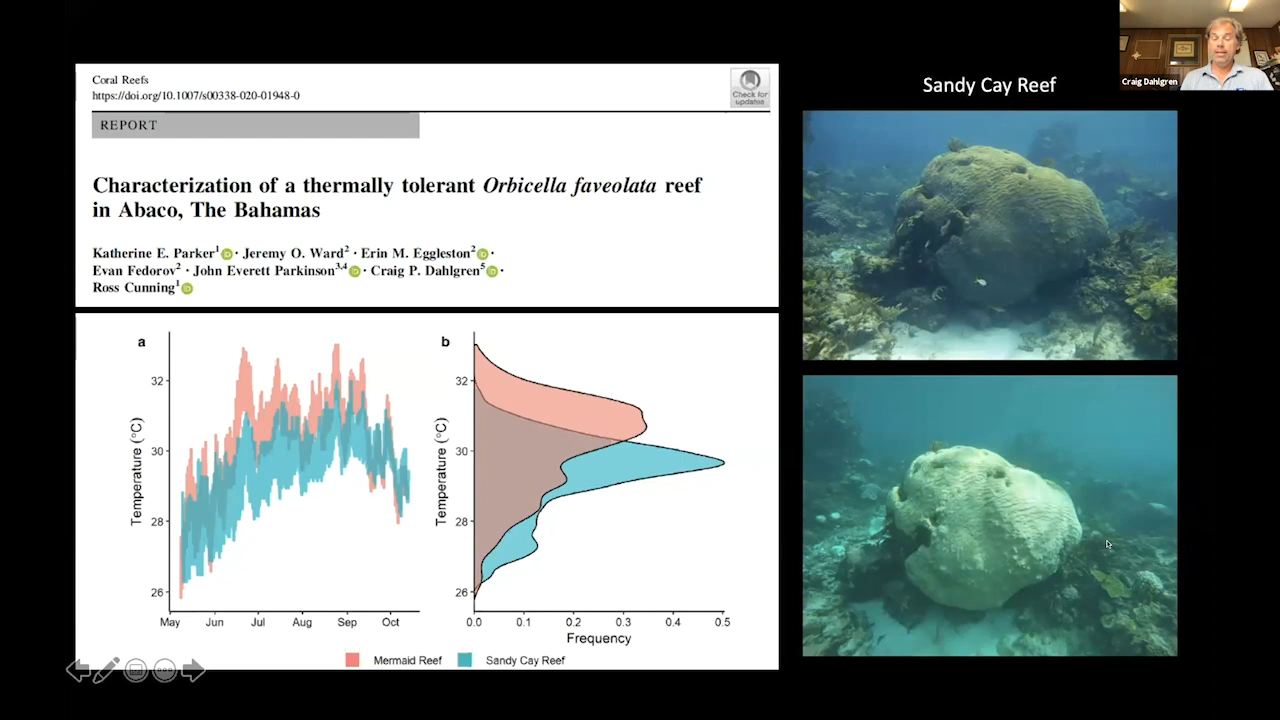 Coral Reefs
https://doi.org/10.1007/s00338-020-01948-0
Check for
updates
REPORT
Characterization of a thermally tolerant Orbicella faveolata reef
in Abaco, The Bahamas
Katherine E. Parker1 · Jeremy O. Ward2 · Erin M. Eggleston2 ·
Evan Fedorov2 · John Everett Parkinson3,4 · Craig P. Dahlgren5 ·
Ross Cunning1
Sandy Cay Reef
Craig Dahlgren
a
Temperature (°C)
32
30
28
26
May Jun Jul Aug Sep Oct
b
Temperature (°C)
32
30
28
26
0.0 0.1 0.2 0.3 0.4 0.5
Frequency
Mermaid Reef Sandy Cay Reef